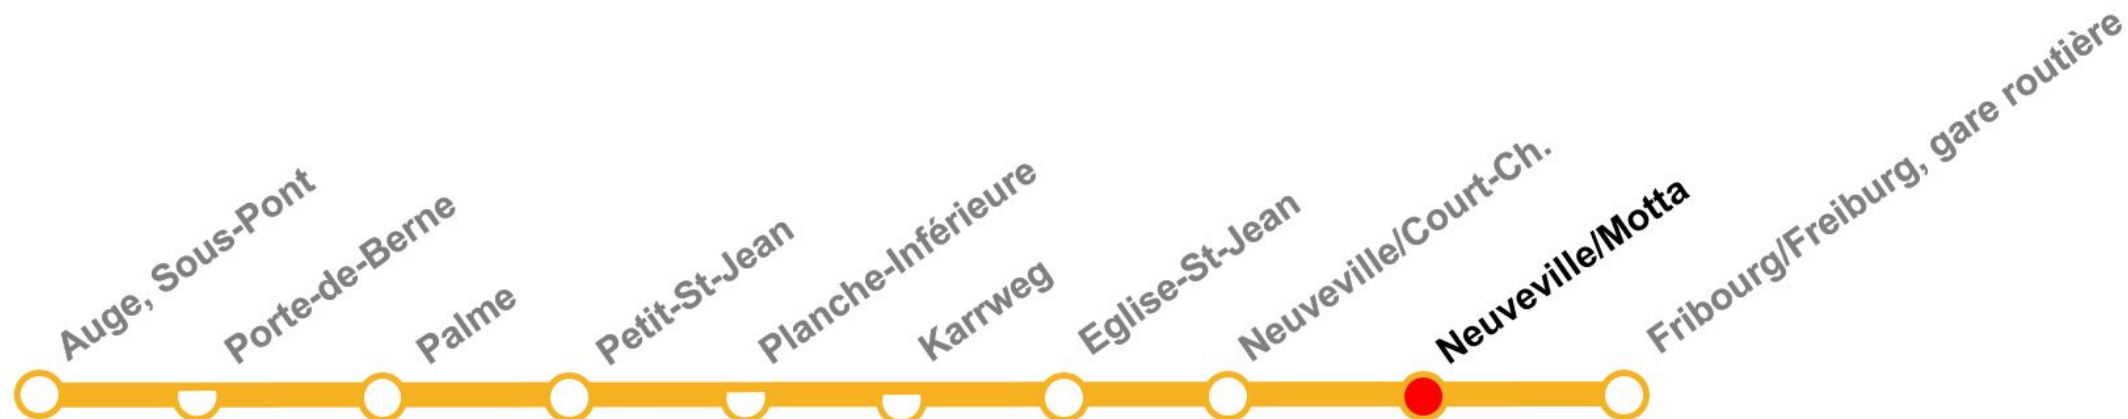 Auge, Sous-Pont
Porte-de-Berne
Palme
Petit-St-Jean
Planche-Inférieure
Karrweg
Eglise-St-Jean
Neuveville/Court-Ch.
Neuveville/Motta
Fribourg/Freiburg, gare routière